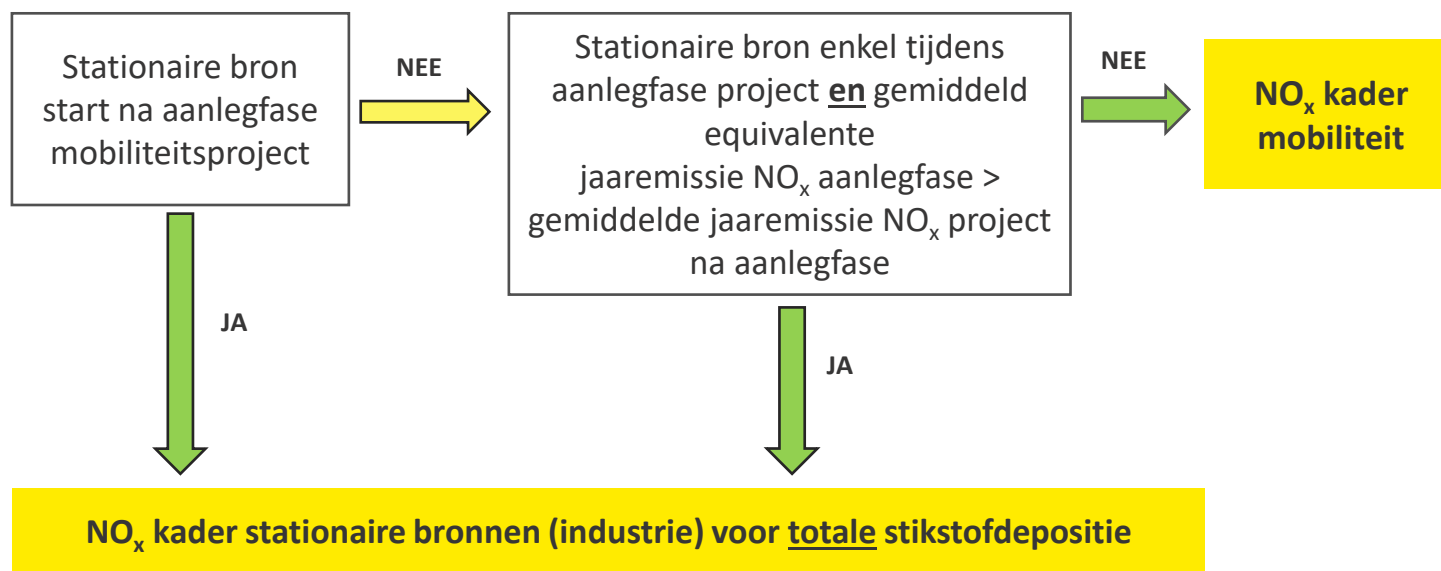 Stationaire bron
start na aanlegfase
mobiliteitsproject
NEE
Stationaire bron enkel tijdens
aanlegfase project en gemiddeld
equivalente
jaaremissie NOx aanlegfase >
gemiddelde jaaremissie NOx project
na aanlegfase
NEE
NOx kader
mobiliteit
JA
JA
NOx kader stationaire bronnen (industrie) voor totale stikstofdepositie